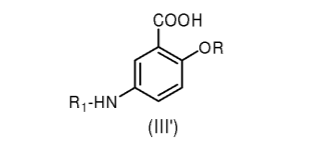 COOH
OR
R₁-HN
(III')